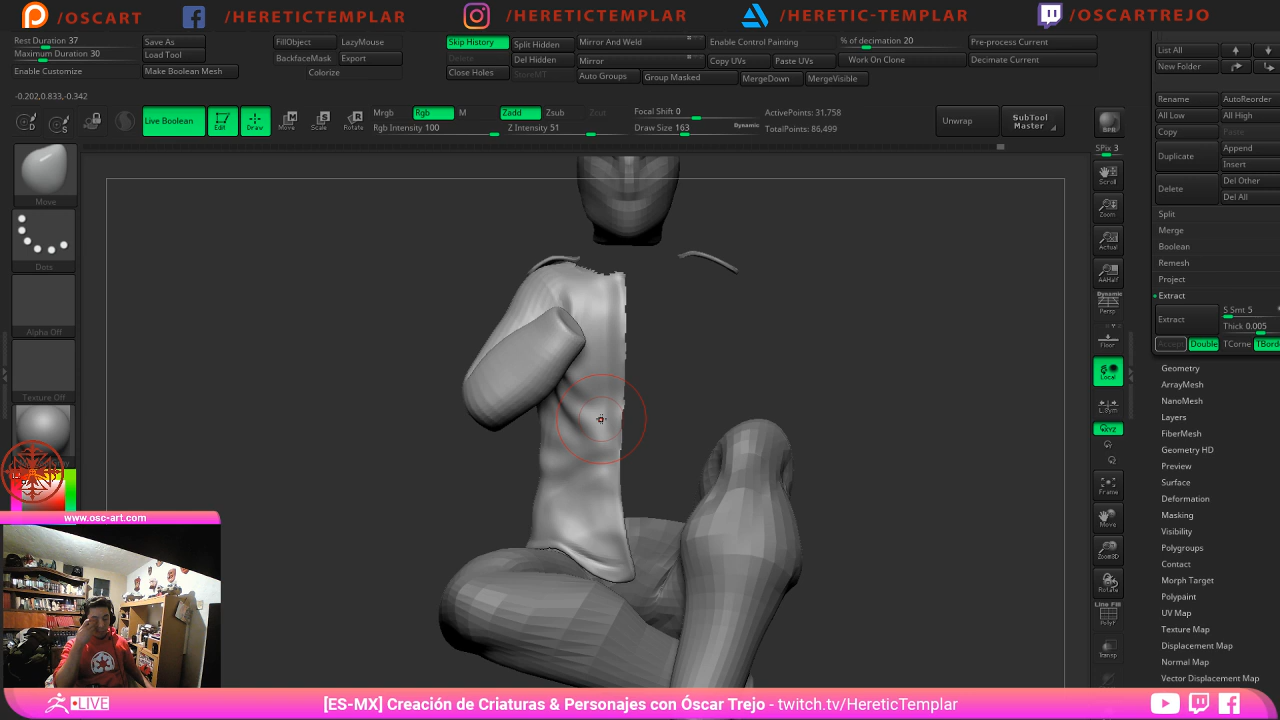 /OSCART
/HERETICTEMPLAR
/HERETICTEMPLAR
/HERETIC-TEMPLAR
/OSCARTREJO
Rest Duration 37
Maximum Duration 30
Enable Customize
Save As
Load Tool
Make Boolean Mesh
FillObject
LazyMouse
BackfaceMask
Export
Colorize
Skip History
Delete
Close Holes
Split Hidden
Del Hidden
StoreMT
Mirror And Weld
Mirror
Auto Groups
Group Masked
MergeDown
MergeVisible
Enable Control Painting
Copy UVs
Paste UVs
% of decimation 20
Work On Clone
Pre-process Current
Decimate Current
-0.202,0.833,-0.342
Live Boolean
Edit
Draw
Move
Scale
Rotate
Mrgb
Rgb
M
Rgb Intensity 100
Zadd
Zsub
Zcut
Z Intensity 51
Focal Shift 0
Draw Size 163
Dynamic
ActivePoints: 31,758
TotalPoints: 86,499
Unwrap
SubTool
Master
BPR
SPix 3
Scroll
Zoom
Actual
AAHalf
Dynamic
Persp
Floor
Local
L.Sym
XYZ
Frame
Move
Zoom3D
Rotate
Line Fill
PolyF
Transp
Move
Dots
Alpha Off
Texture Off
List All
New Folder
Rename
AutoReorder
All Low
All High
Copy
Paste
Duplicate
Append
Insert
Delete
Del Other
Del All
Split
Merge
Boolean
Remesh
Project
Extract
Extract
S Smt 5
Thick 0.005
Accept
Double
TCorne
TBord
Geometry
ArrayMesh
NanoMesh
Layers
FiberMesh
Geometry HD
Preview
Surface
Deformation
Masking
Visibility
Polygroups
Contact
Morph Target
Polypaint
UV Map
Texture Map
Displacement Map
Normal Map
Vector Displacement Map
www.osc-art.com
LIVE
[ES-MX] Creación de Criaturas & Personajes con Óscar Trejo - twitch.tv/HereticTemplar